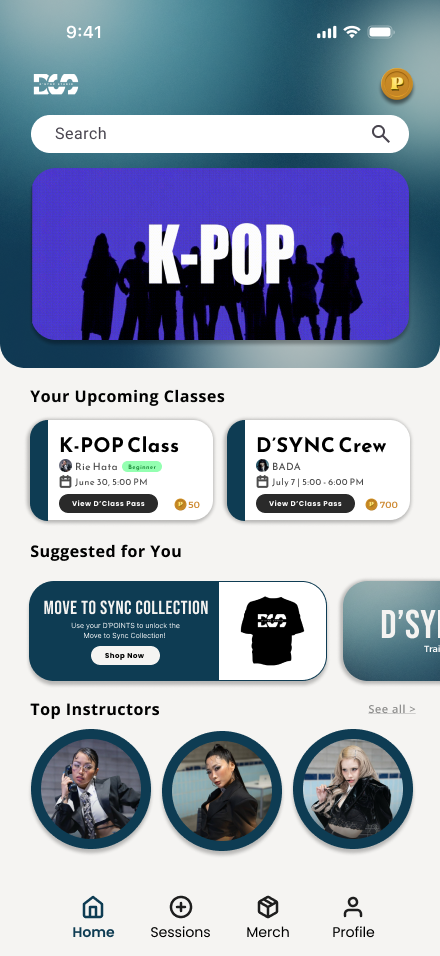 9:41
P
Search
K-POP
Your Upcoming Classes
K-POP Class
Rie Hata Beginner
June 30, 5:00 PM
View D'Class Pass
P 50
D'SYNC Crew
BADA
July 7 | 5:00 - 6:00 PM
View D'Class Pass
P 700
Suggested for You
MOVE TO SYNC COLLECTION
Use your D'POINTS to unlock the
Move to Sync Collection!
Shop Now
D'SY
Trai
Top Instructors
See all >
Home
Sessions
Merch
Profile